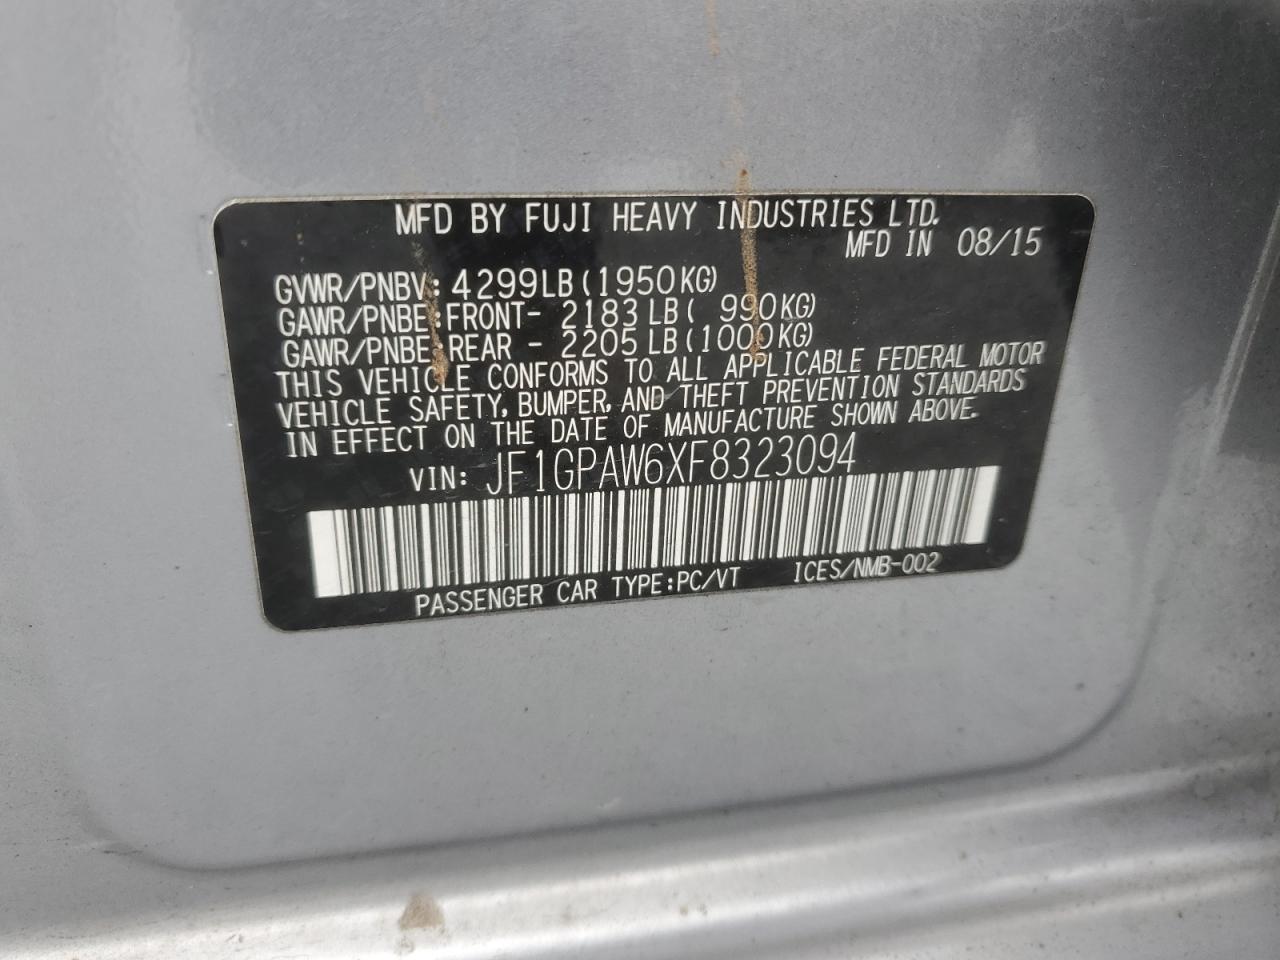 MFD BY FUJI HEAVY INDUSTRIES LTD.
MFD IN 08/15
GVWR/PNBV: 4299LB(1950KG)
GAWR/PNBE:FRONT- 2183LB( 990KG)
GAWR/PNBE:REAR - 2205LB(1000KG)
THIS VEHICLE CONFORMS TO ALL APPLICABLE FEDERAL MOTOR
VEHICLE SAFETY, BUMPER, AND THEFT PREVENTION STANDARDS
IN EFFECT ON THE DATE OF MANUFACTURE SHOWN ABOVE.
VIN: JF1GPAW6XF8323094
PASSENGER CAR TYPE:PC/VT ICES/NMB-002